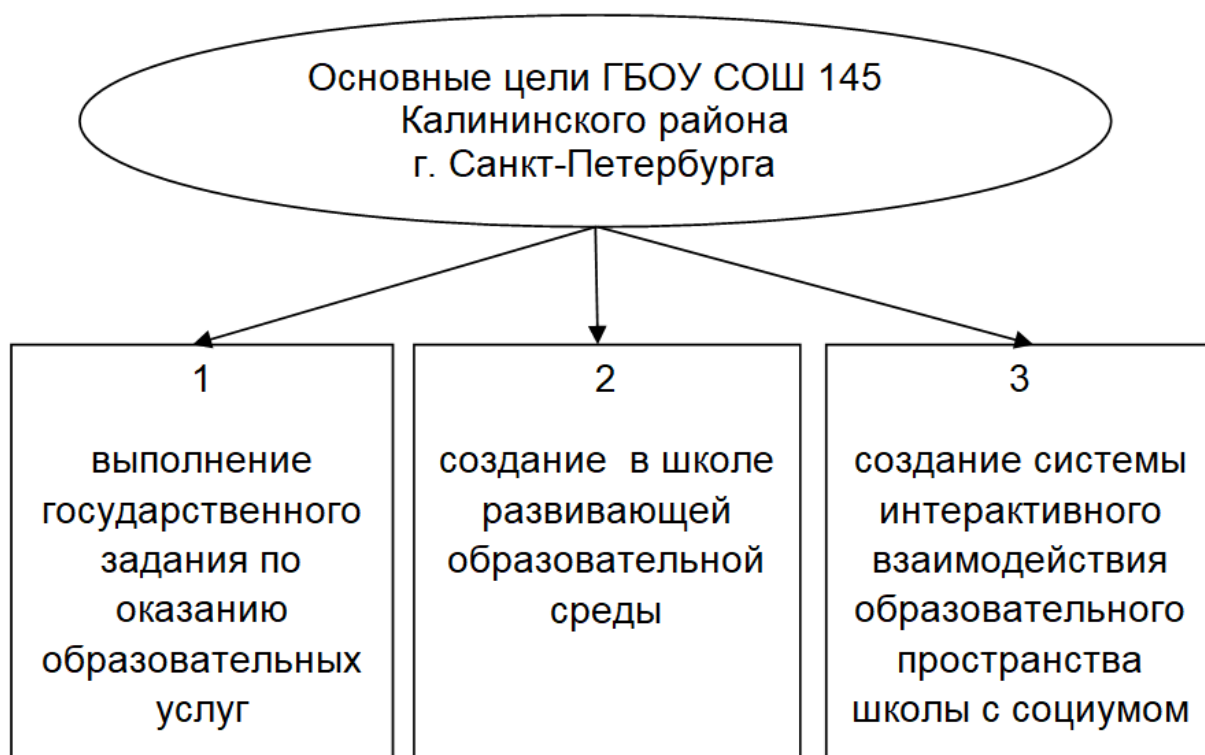 Основные цели ГБОУ СОШ 145
Калининского района
г. Санкт-Петербурга
1
выполнение
государственного
задания по
оказанию
образовательных
услуг
2
создание в школе
развивающей
образовательной
среды
3
создание системы
интерактивного
взаимодействия
образовательного
пространства
школы с социумом